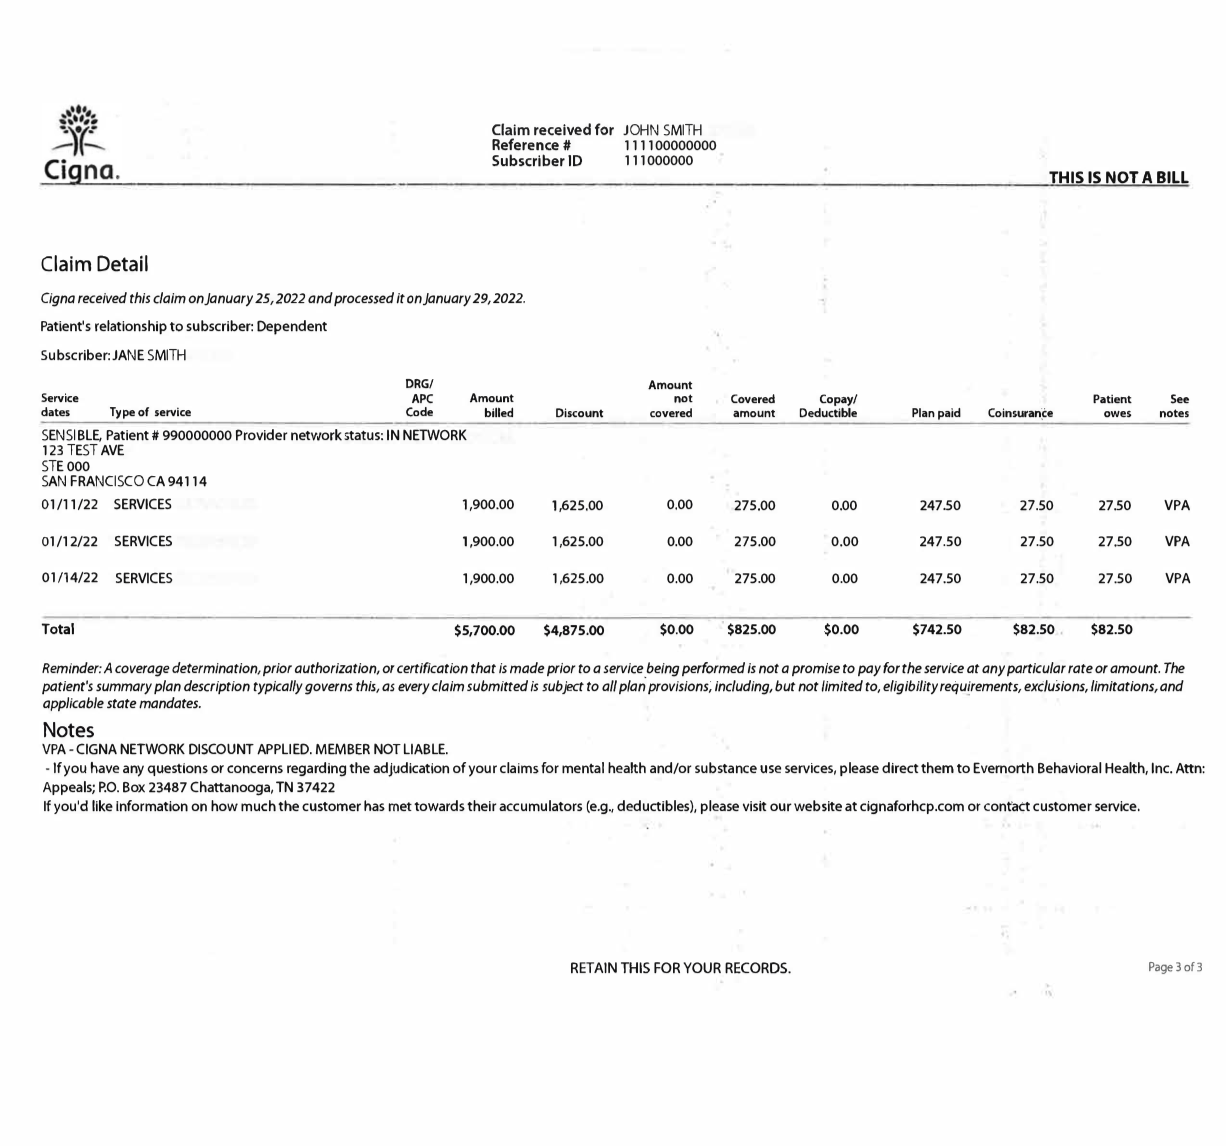 Cigna.
Claim received for JOHN SMITH
Reference # 111100000000
Subscriber ID 111000000
THIS IS NOT A BILL
Claim Detail
Cigna received this claim on January 25, 2022 and processed it on January 29, 2022.
Patient's relationship to subscriber: Dependent
Subscriber: JANE SMITH
Service dates Type of service DRG/ APC Code Amount billed Discount Amount not covered Covered amount Copay/ Deductible Plan paid Coinsurance Patient owes See notes
SENSIBLE, Patient # 990000000 Provider network status: IN NETWORK
123 TEST AVE
STE 000
SAN FRANCISCO CA 94114
01/11/22 SERVICES 1,900.00 1,625.00 0.00 275.00 0.00 247.50 27.50 27.50 VPA
01/12/22 SERVICES 1,900.00 1,625.00 0.00 275.00 0.00 247.50 27.50 27.50 VPA
01/14/22 SERVICES 1,900.00 1,625.00 0.00 275.00 0.00 247.50 27.50 27.50 VPA
Total $5,700.00 $4,875.00 $0.00 $825.00 $0.00 $742.50 $82.50 $82.50
Reminder: A coverage determination, prior authorization, or certification that is made prior to a service being performed is not a promise to pay for the service at any particular rate or amount. The
patient's summary plan description typically governs this, as every claim submitted is subject to all plan provisions, including, but not limited to, eligibility requirements, exclusions, limitations, and
applicable state mandates.
Notes
VPA - CIGNA NETWORK DISCOUNT APPLIED. MEMBER NOT LIABLE.
- If you have any questions or concerns regarding the adjudication of your claims for mental health and/or substance use services, please direct them to Evernorth Behavioral Health, Inc. Attn:
Appeals; P.O. Box 23487 Chattanooga, TN 37422
If you'd like information on how much the customer has met towards their accumulators (e.g., deductibles), please visit our website at cignaforhcp.com or contact customer service.
RETAIN THIS FOR YOUR RECORDS.
Page 3 of 3